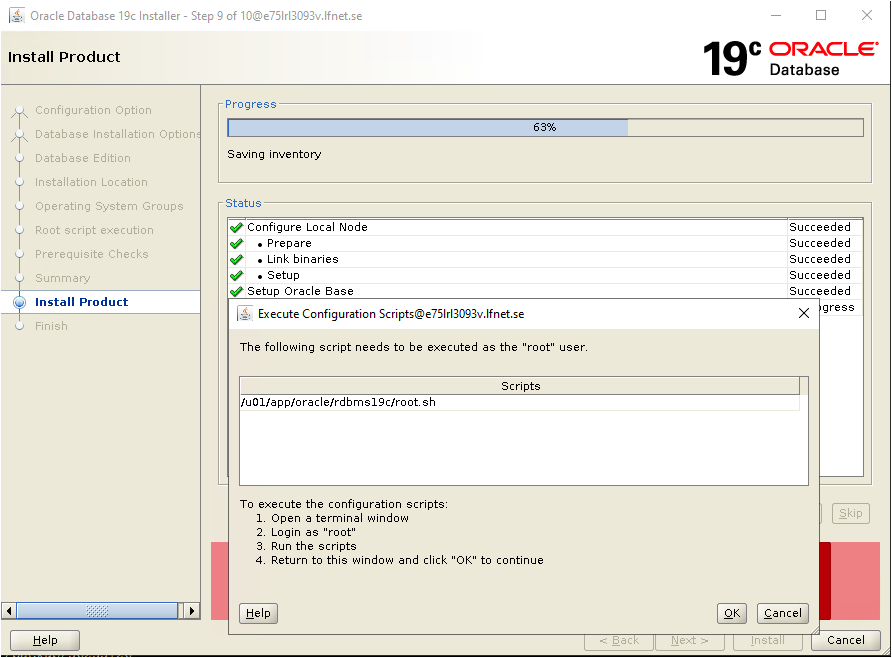 Oracle Database 19c Installer - Step 9 of 10@e75lrl3093v.lfnet.se
Install Product
19c ORACLE
Database
Configuration Option
Database Installation Options
Database Edition
Installation Location
Operating System Groups
Root script execution
Prerequisite Checks
Summary
Install Product
Finish
Progress
63%
Saving inventory
Status
Configure Local Node Succeeded
• Prepare Succeeded
• Link binaries Succeeded
• Setup Succeeded
Setup Oracle Base Succeeded
ogress
Execute Configuration Scripts@e75lrl3093v.lfnet.se
The following script needs to be executed as the "root" user.
Scripts
/u01/app/oracle/rdbms19c/root.sh
To execute the configuration scripts:
1. Open a terminal window
2. Login as "root"
3. Run the scripts
4. Return to this window and click "OK" to continue
Help OK Cancel
Skip
Help < Back Next > Install Cancel